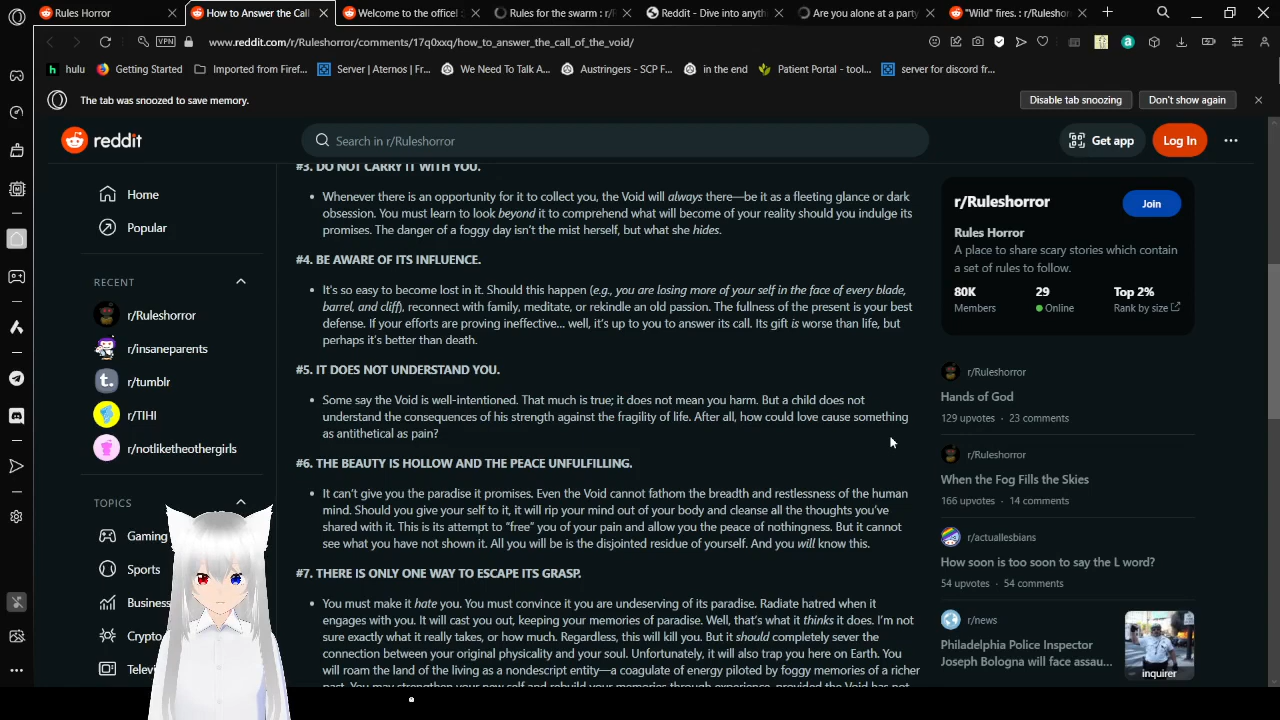 Rules Horror
How to Answer the Call
Welcome to the office!
Rules for the swarm : r/
Reddit - Dive into anyth
Are you alone at a party
"Wild" fires. : r/Ruleshorr
VPN
www.reddit.com/r/Ruleshorror/comments/17q0xxq/how_to_answer_the_call_of_the_void/
hulu
Getting Started
Imported from Firef...
Server | Aternos | Fr...
We Need To Talk A...
Austringers - SCP F...
in the end
Patient Portal - tool...
server for discord fr...
The tab was snoozed to save memory.
Disable tab snoozing
Don't show again
reddit
Search in r/Ruleshorror
Get app
Log In
Home
Popular
RECENT
r/Ruleshorror
r/insaneparents
r/tumblr
r/TIHI
r/notliketheothergirls
TOPICS
Gaming
Sports
Business
Crypto
Televi
#3. DO NOT CARRY IT WITH YOU.
Whenever there is an opportunity for it to collect you, the Void will always there—be it as a fleeting glance or dark
obsession. You must learn to look beyond it to comprehend what will become of your reality should you indulge its
promises. The danger of a foggy day isn't the mist herself, but what she hides.
#4. BE AWARE OF ITS INFLUENCE.
It's so easy to become lost in it. Should this happen (e.g., you are losing more of your self in the face of every blade,
barrel, and cliff), reconnect with family, meditate, or rekindle an old passion. The fullness of the present is your best
defense. If your efforts are proving ineffective... well, it's up to you to answer its call. Its gift is worse than life, but
perhaps it's better than death.
#5. IT DOES NOT UNDERSTAND YOU.
Some say the Void is well-intentioned. That much is true; it does not mean you harm. But a child does not
understand the consequences of his strength against the fragility of life. After all, how could love cause something
as antithetical as pain?
#6. THE BEAUTY IS HOLLOW AND THE PEACE UNFULFILLING.
It can't give you the paradise it promises. Even the Void cannot fathom the breadth and restlessness of the human
mind. Should you give your self to it, it will rip your mind out of your body and cleanse all the thoughts you've
shared with it. This is its attempt to "free" you of your pain and allow you the peace of nothingness. But it cannot
see what you have not shown it. All you will be is the disjointed residue of yourself. And you will know this.
#7. THERE IS ONLY ONE WAY TO ESCAPE ITS GRASP.
You must make it hate you. You must convince it you are undeserving of its paradise. Radiate hatred when it
engages with you. It will cast you out, keeping your memories of paradise. Well, that's what it thinks it does. I'm not
sure exactly what it really takes, or how much. Regardless, this will kill you. But it should completely sever the
connection between your original physicality and your soul. Unfortunately, it will also trap you here on Earth. You
will roam the land of the living as a nondescript entity—a coagulate of energy piloted by foggy memories of a richer
past. You may strengthen your new self and rebuild your memories through experience, provided the Void has not
r/Ruleshorror
Join
Rules Horror
A place to share scary stories which contain
a set of rules to follow.
80K
29
Top 2%
Members
Online
Rank by size
r/Ruleshorror
Hands of God
129 upvotes · 23 comments
r/Ruleshorror
When the Fog Fills the Skies
166 upvotes · 14 comments
r/actuallesbians
How soon is too soon to say the L word?
54 upvotes · 54 comments
r/news
Philadelphia Police Inspector
Joseph Bologna will face assau...
inquirer